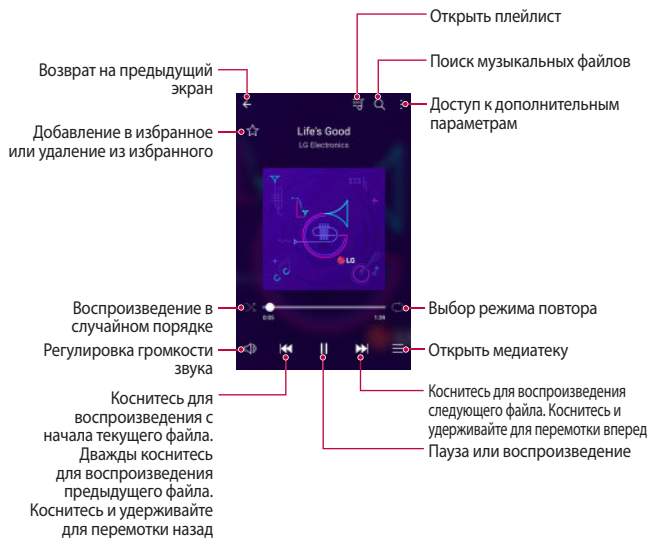 Открыть плейлист
Возврат на предыдущий
экран
Поиск музыкальных файлов
Доступ к дополнительным
параметрам
Добавление в избранное
или удаление из избранного
Life's Good
LG Electronics
LG
Воспроизведение в
случайном порядке
0:05
1:39
Выбор режима повтора
Регулировка громкости
звука
Открыть медиатеку
Коснитесь для
воспроизведения с
начала текущего файла.
Дважды коснитесь
для воспроизведения
предыдущего файла.
Коснитесь и удерживайте
для перемотки назад
Коснитесь для воспроизведения
следующего файла. Коснитесь и
удерживайте для перемотки вперед
Пауза или воспроизведение